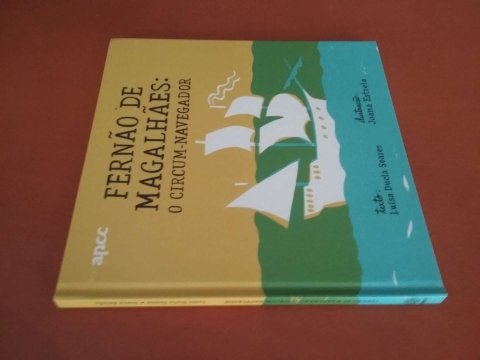 FERNÃO DE
MAGALHÃES:
O CIRCUM-NAVEGADOR
apcc
texto:
Luísa Ducla Soares
ilustração
Joana Estrela